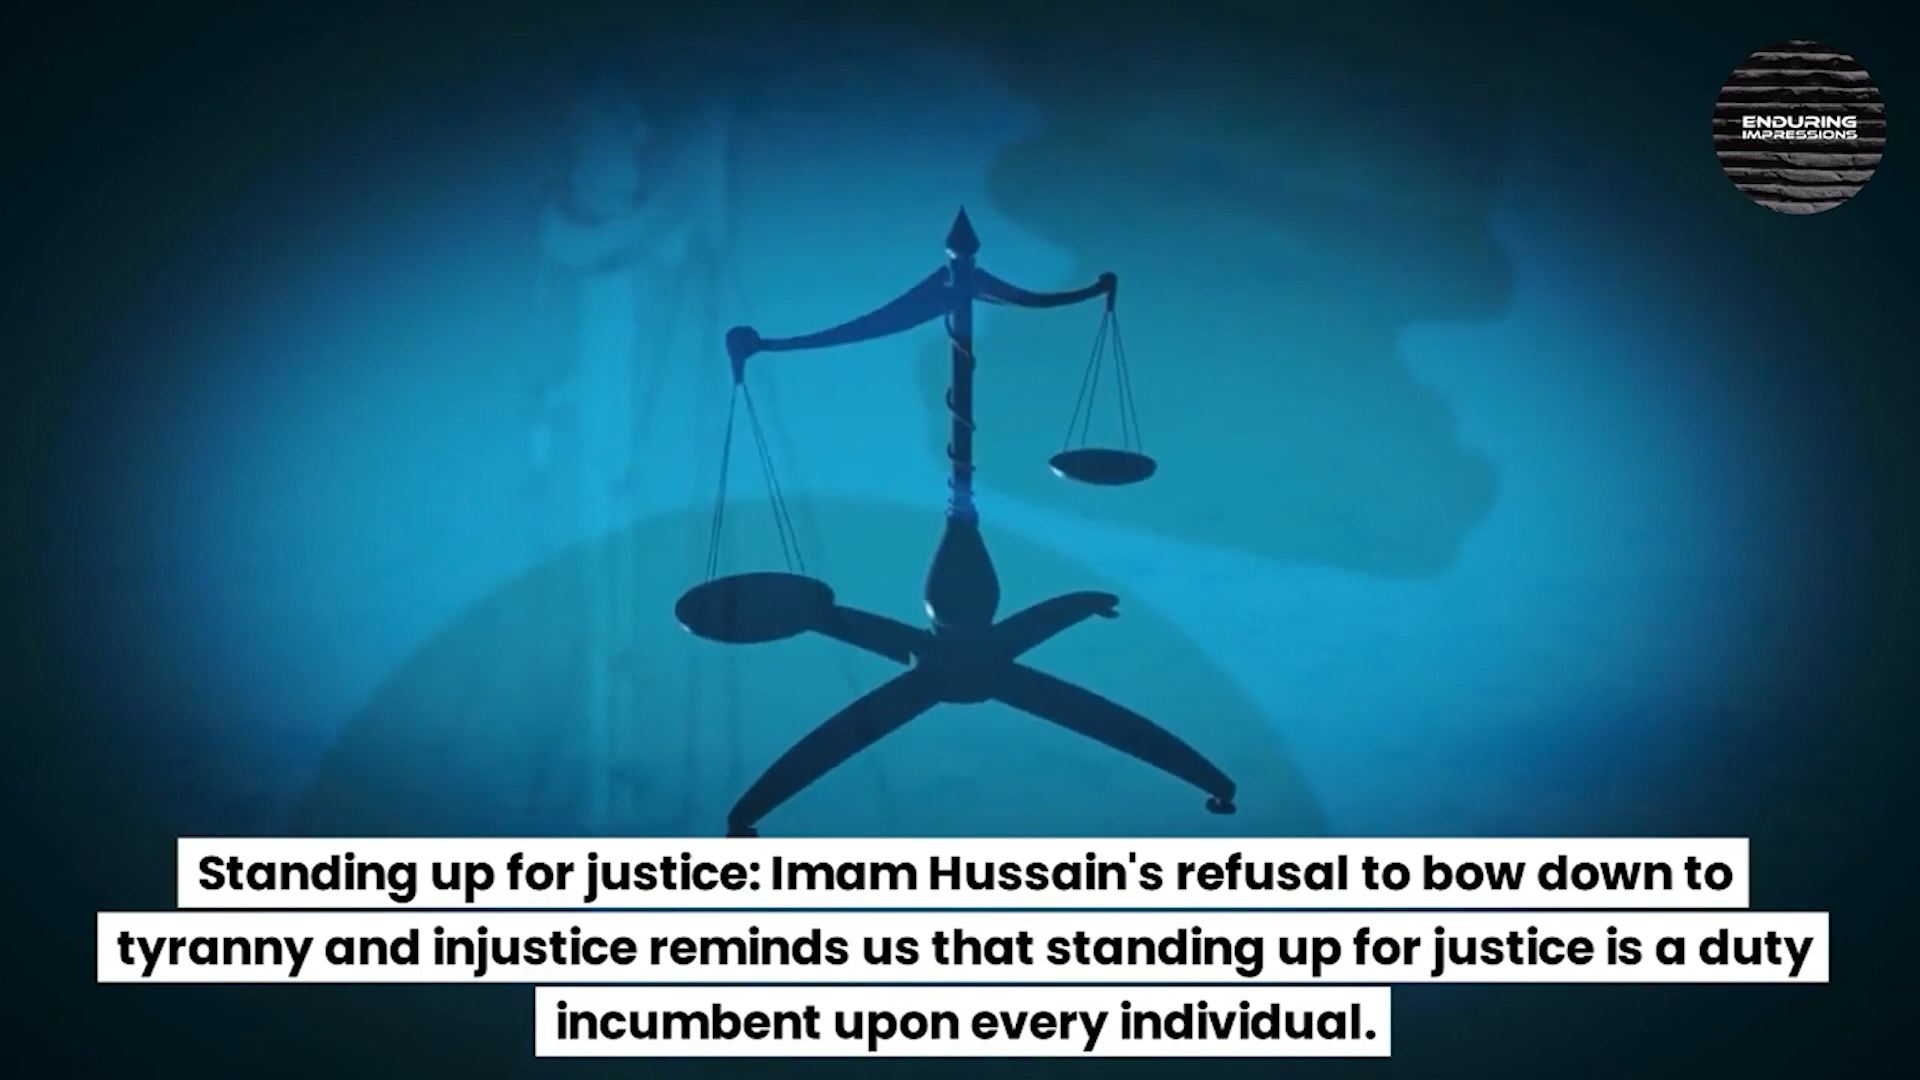 ENDURING
IMPRESSIONS
Standing up for justice: Imam Hussain's refusal to bow down to
tyranny and injustice reminds us that standing up for justice is a duty
incumbent upon every individual.